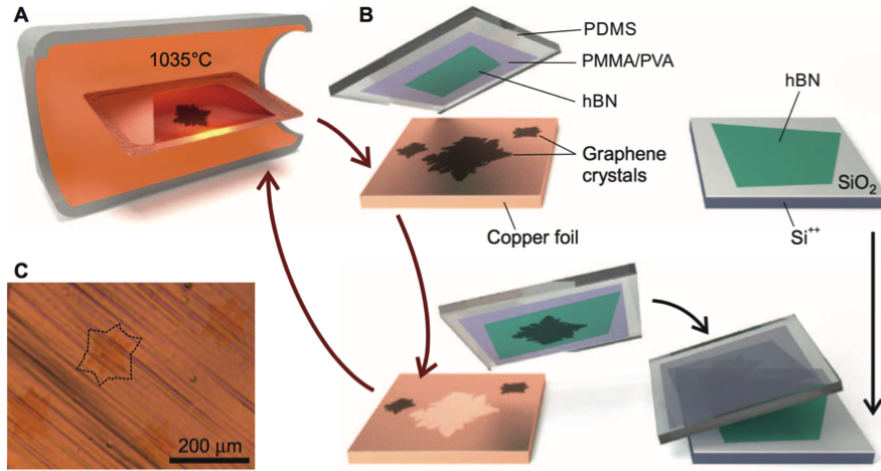 A
1035°C
B
PDMS
PMMA/PVA
hBN
Graphene
crystals
Copper foil
hBN
SiO₂
Si⁺⁺
C
200 μm